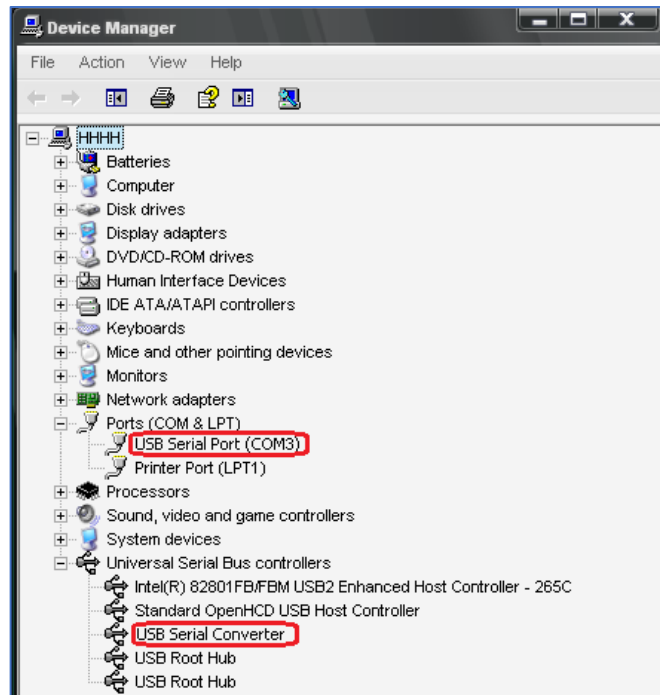 Device Manager
File Action View Help
HHHH
Batteries
Computer
Disk drives
Display adapters
DVD/CD-ROM drives
Human Interface Devices
IDE ATA/ATAPI controllers
Keyboards
Mice and other pointing devices
Monitors
Network adapters
Ports (COM & LPT)
USB Serial Port (COM3)
Printer Port (LPT1)
Processors
Sound, video and game controllers
System devices
Universal Serial Bus controllers
Intel(R) 82801FB/FBM USB2 Enhanced Host Controller - 265C
Standard OpenHCD USB Host Controller
USB Serial Converter
USB Root Hub
USB Root Hub